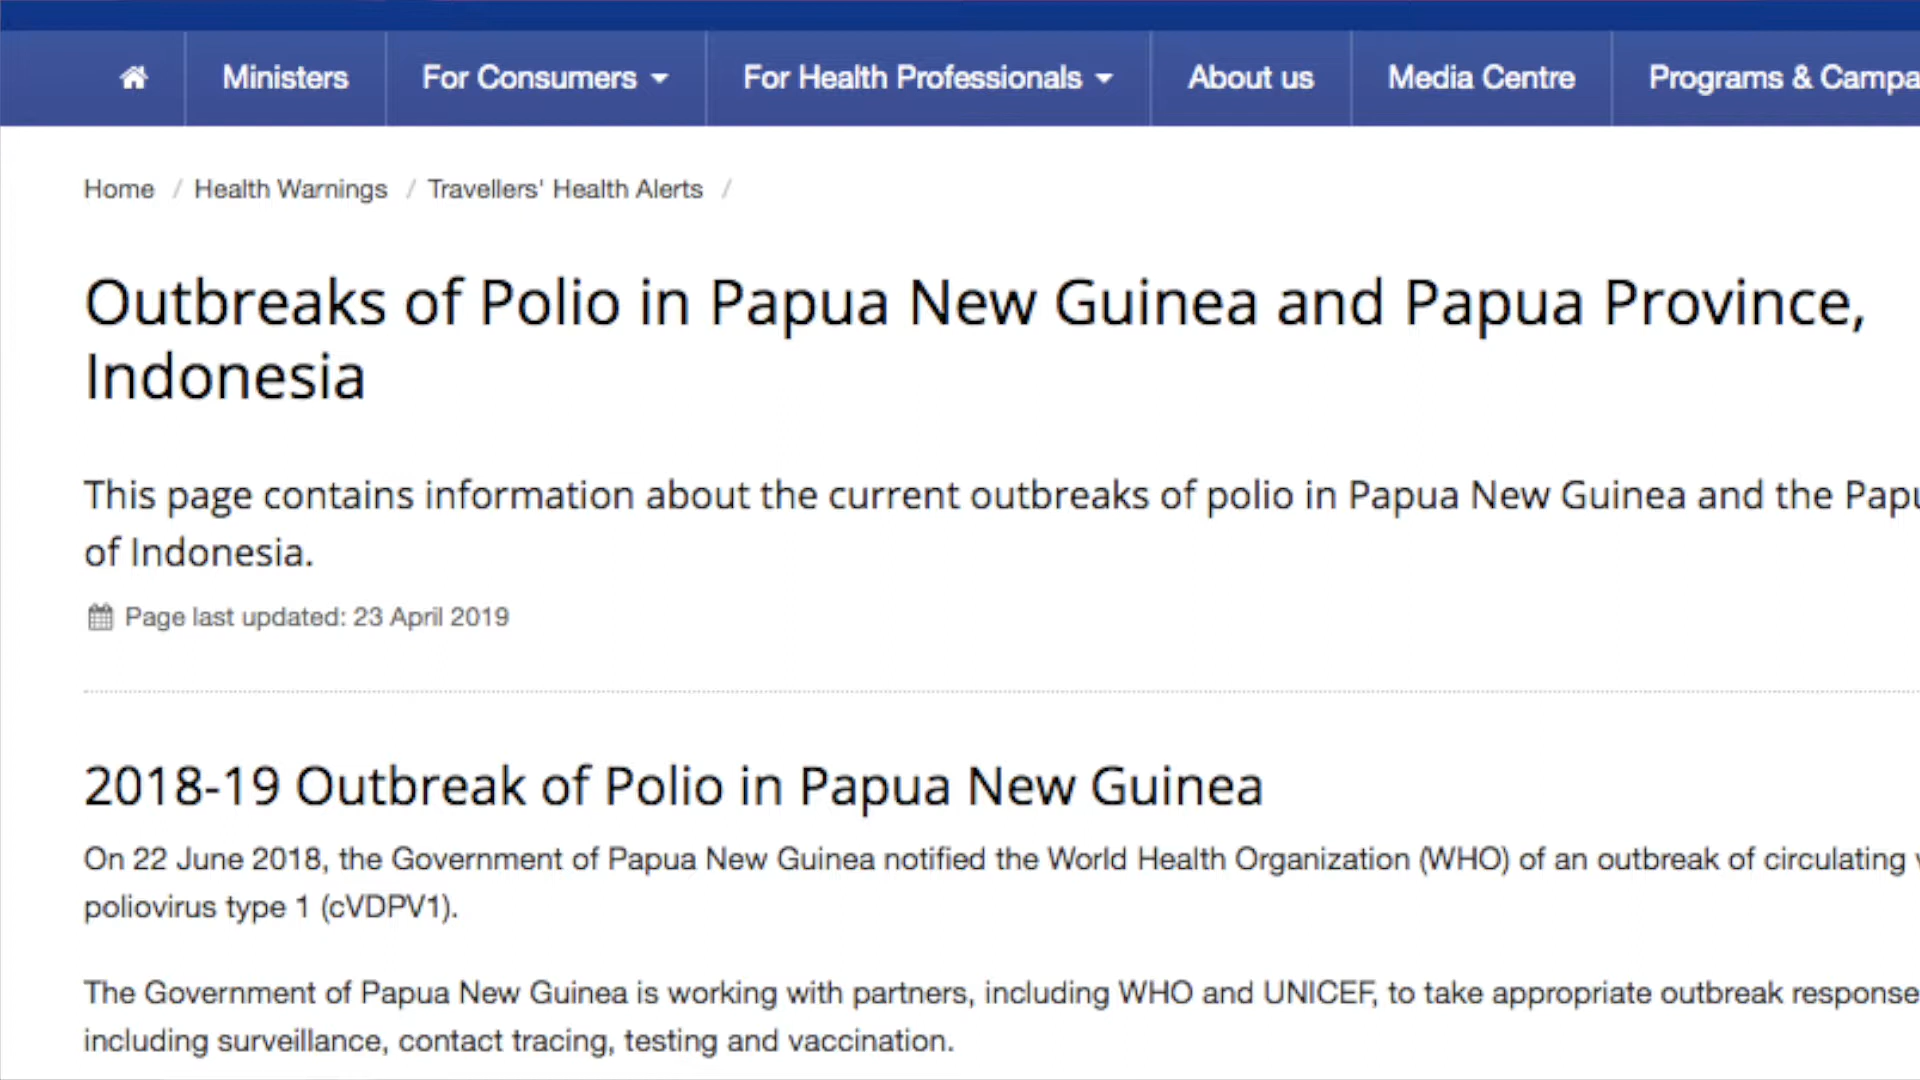 Ministers For Consumers For Health Professionals About us Media Centre Programs &
Home / Health Warnings / Travellers' Health Alerts /
Outbreaks of Polio in Papua New Guinea and Papua Province,
Indonesia
This page contains information about the current outbreaks of polio in Papua New Guinea and the
of Indonesia.
Page last updated: 23 April 2019
2018-19 Outbreak of Polio in Papua New Guinea
On 22 June 2018, the Government of Papua New Guinea notified the World Health Organization (WHO) of an outbreak of circulating
poliovirus type 1 (cVDPV1).
The Government of Papua New Guinea is working with partners, including WHO and UNICEF, to take appropriate outbreak response
including surveillance, contact tracing, testing and vaccination.